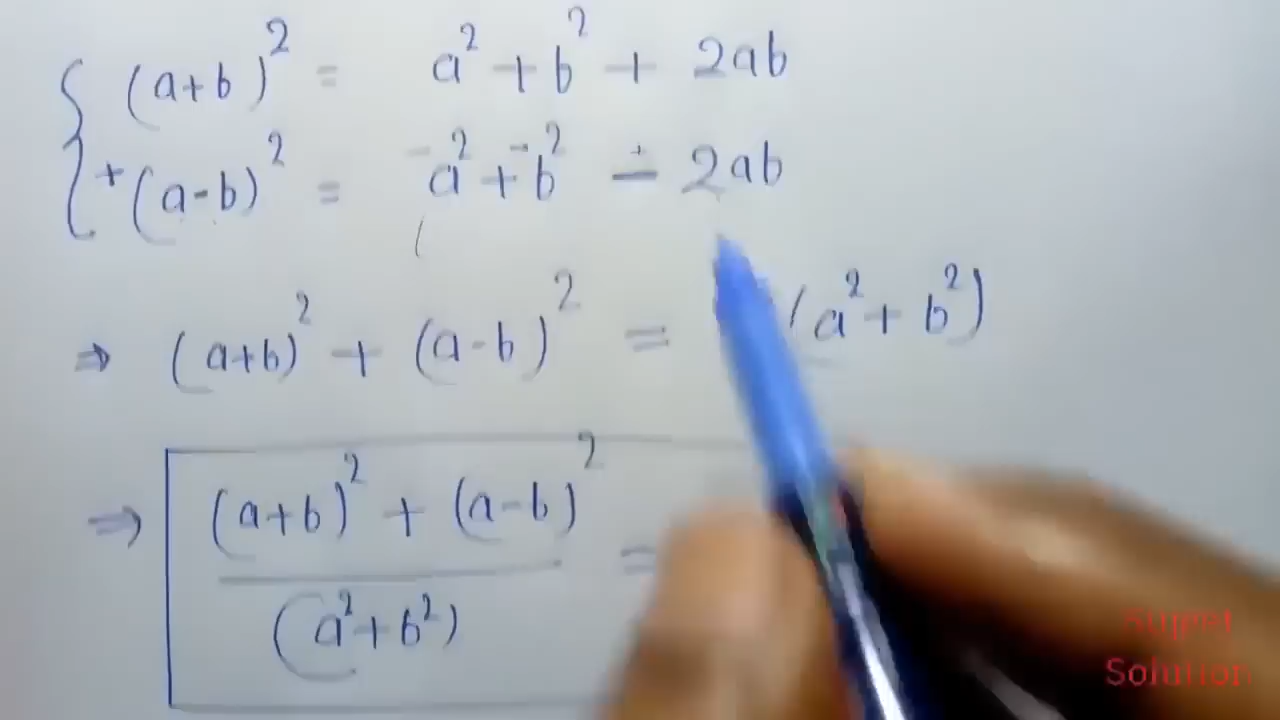 (a+b)² = a² + b² + 2ab
+(a-b)² = a² + b² - 2ab
⇒ (a+b)² + (a-b)² = (a² + b²)
⇒ (a+b)² + (a-b)² =
(a²+b²)
Solution